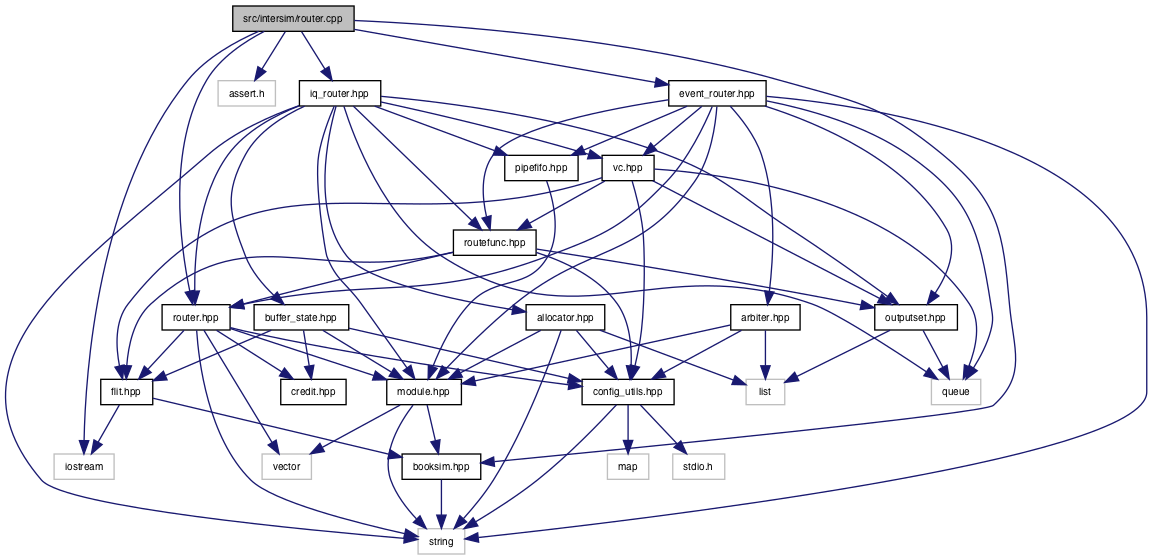 src/intersim/router.cpp
assert.h
iq_router.hpp
event_router.hpp
pipefifo.hpp
vc.hpp
routefunc.hpp
router.hpp
buffer_state.hpp
allocator.hpp
arbiter.hpp
outputset.hpp
flit.hpp
credit.hpp
module.hpp
config_utils.hpp
list
queue
iostream
vector
booksim.hpp
map
stdio.h
string